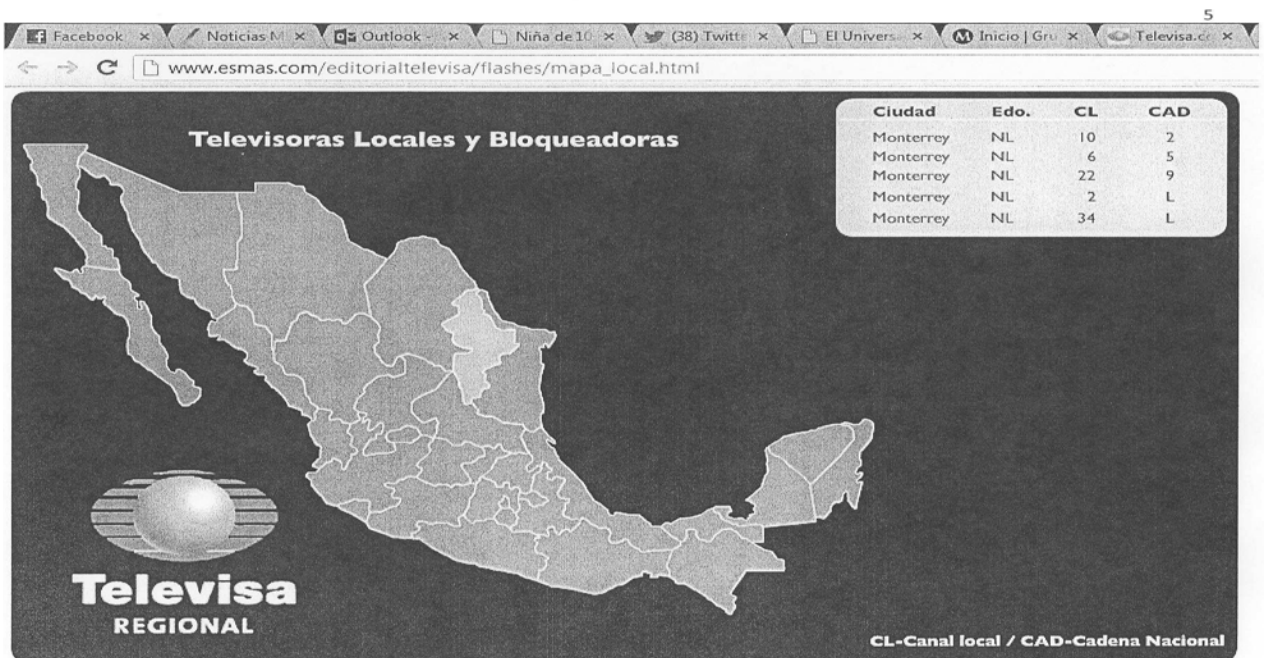 5
Facebook × Noticias M × Outlook - × Niña de 10 × (38) Twitte × El Univers × Inicio | Gru × Televisa.co ×
www.esmas.com/editorialtelevisa/flashes/mapa_local.html
Televisoras Locales y Bloqueadoras
Ciudad Edo. CL CAD
Monterrey NL 10 2
Monterrey NL 6 5
Monterrey NL 22 9
Monterrey NL 2 L
Monterrey NL 34 L
Televisa
REGIONAL
CL-Canal local / CAD-Cadena Nacional